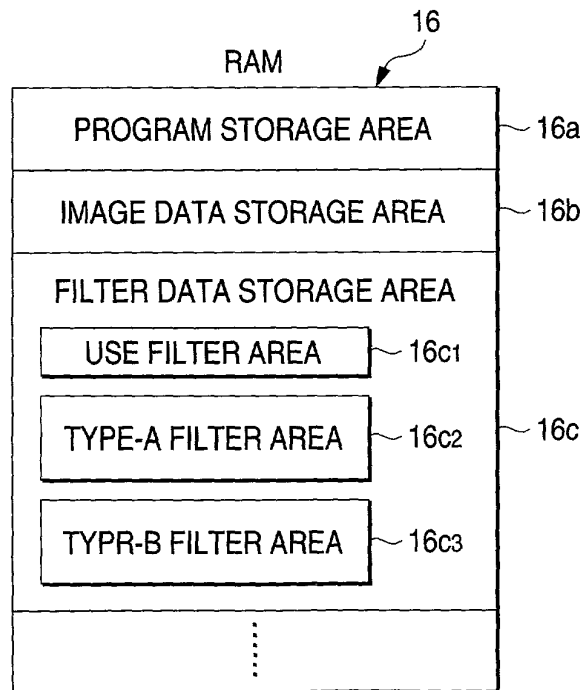 16
RAM
PROGRAM STORAGE AREA 16a
IMAGE DATA STORAGE AREA 16b
FILTER DATA STORAGE AREA
USE FILTER AREA 16c1
TYPE-A FILTER AREA 16c2
16c
TYPR-B FILTER AREA 16c3